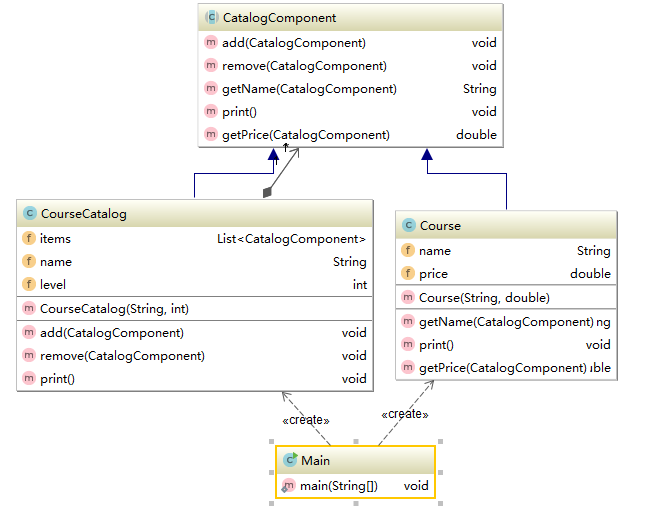 CatalogComponent
add(CatalogComponent) void
remove(CatalogComponent) void
getName(CatalogComponent) String
print() void
getPrice(CatalogComponent) double
CourseCatalog
items List<CatalogComponent>
name String
level int
CourseCatalog(String, int)
add(CatalogComponent) void
remove(CatalogComponent) void
print() void
Course
name String
price double
Course(String, double)
getName(CatalogComponent) ng
print() void
getPrice(CatalogComponent) ble
«create»
«create»
Main
main(String[]) void